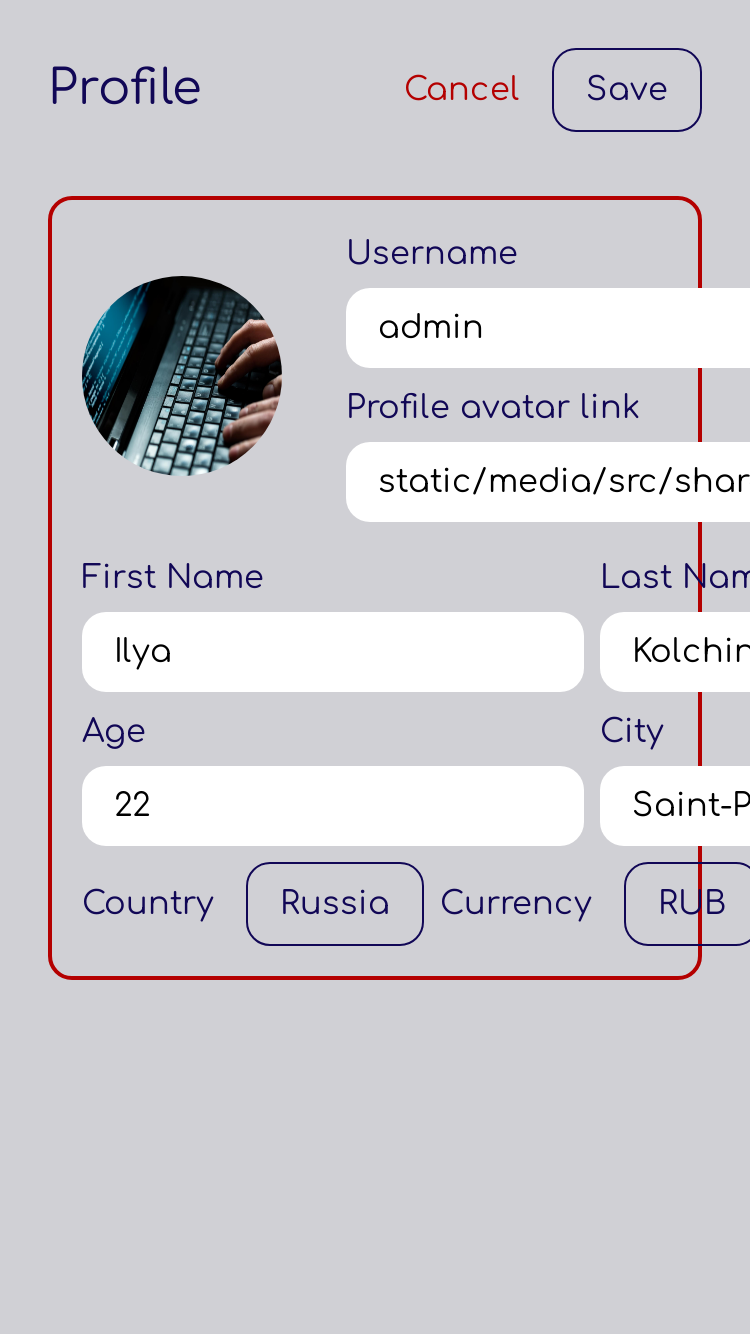 Profile
Cancel Save
Username
admin
Profile avatar link
static/media/src/shar
First Name Last Nam
Ilya Kolchin
Age City
22 Saint-P
Country Russia Currency RUB